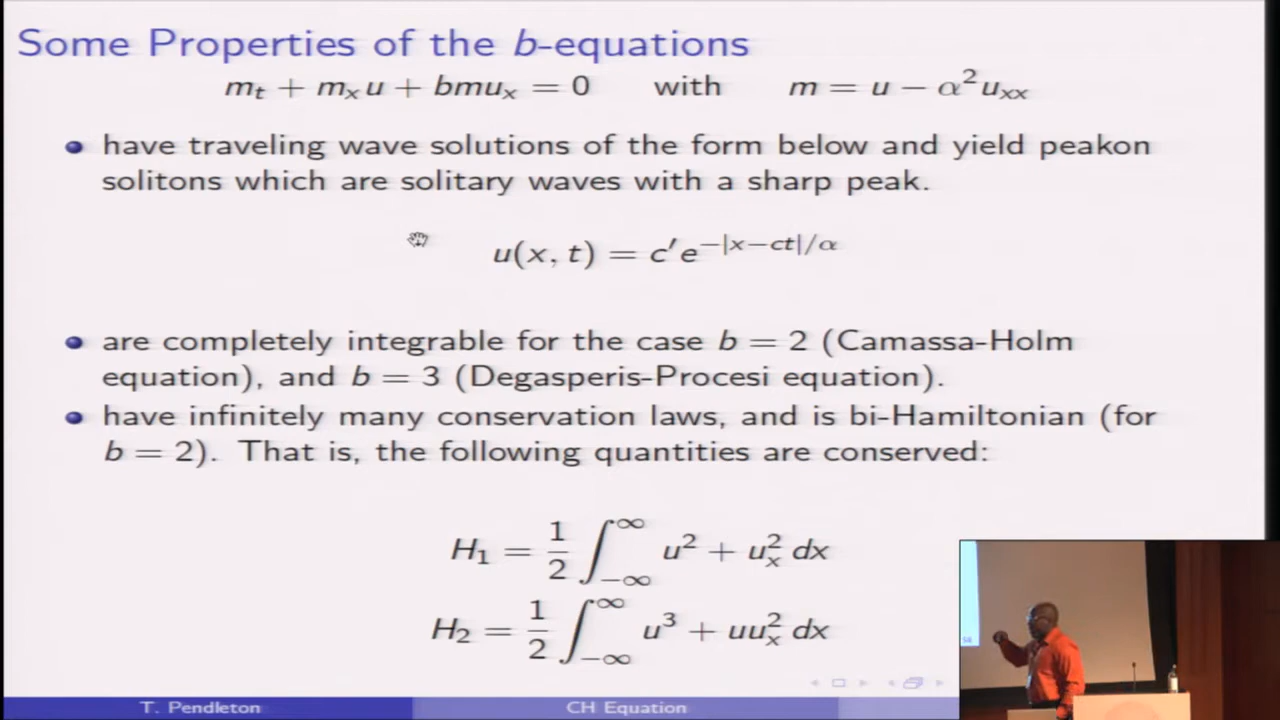 Some Properties of the b-equations
m_t + m_x u + bmu_x = 0 with m = u − α²u_xx
have traveling wave solutions of the form below and yield peakon
solitons which are solitary waves with a sharp peak.
u(x, t) = c′e^{−|x−ct|/α}
are completely integrable for the case b = 2 (Camassa-Holm
equation), and b = 3 (Degasperis-Procesi equation).
have infinitely many conservation laws, and is bi-Hamiltonian (for
b = 2). That is, the following quantities are conserved:
H₁ = 1/2 ∫_{−∞}^{∞} u² + u_x² dx
H₂ = 1/2 ∫_{−∞}^{∞} u³ + uu_x² dx
T. Pendleton CH Equation